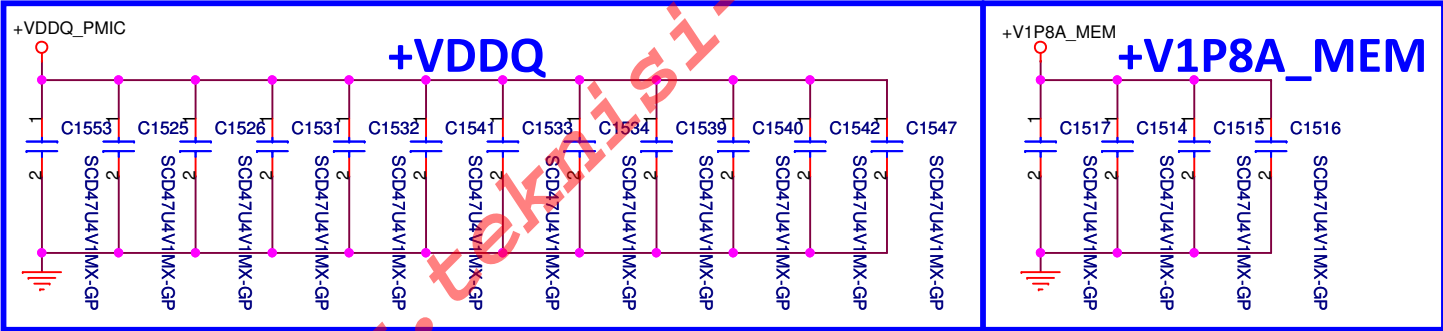 +VDDQ_PMIC
+VDDQ
1 C1553 1 C1525 1 C1526 1 C1531 1 C1532 1 C1541 1 C1533 1 C1534 1 C1539 1 C1540 1 C1542 1 C1547
2 2 2 2 2 2 2 2 2 2 2 2
SCD47U4V1MX-GP
SCD47U4V1MX-GP
SCD47U4V1MX-GP
SCD47U4V1MX-GP
SCD47U4V1MX-GP
SCD47U4V1MX-GP
SCD47U4V1MX-GP
SCD47U4V1MX-GP
SCD47U4V1MX-GP
SCD47U4V1MX-GP
SCD47U4V1MX-GP
SCD47U4V1MX-GP
+V1P8A_MEM
+V1P8A_MEM
1 C1517 1 C1514 1 C1515 1 C1516
2 2 2 2
SCD47U4V1MX-GP
SCD47U4V1MX-GP
SCD47U4V1MX-GP
SCD47U4V1MX-GP
.teknisi-